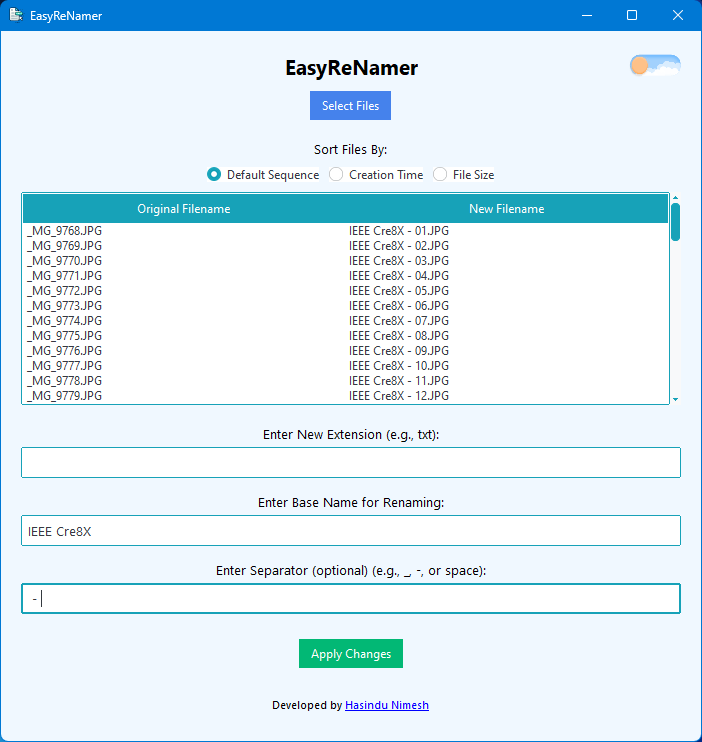 EasyReNamer
EasyReNamer
Select Files
Sort Files By:
Default Sequence Creation Time File Size
Original Filename New Filename
_MG_9768.JPG IEEE Cre8X - 01.JPG
_MG_9769.JPG IEEE Cre8X - 02.JPG
_MG_9770.JPG IEEE Cre8X - 03.JPG
_MG_9771.JPG IEEE Cre8X - 04.JPG
_MG_9772.JPG IEEE Cre8X - 05.JPG
_MG_9773.JPG IEEE Cre8X - 06.JPG
_MG_9774.JPG IEEE Cre8X - 07.JPG
_MG_9775.JPG IEEE Cre8X - 08.JPG
_MG_9776.JPG IEEE Cre8X - 09.JPG
_MG_9777.JPG IEEE Cre8X - 10.JPG
_MG_9778.JPG IEEE Cre8X - 11.JPG
_MG_9779.JPG IEEE Cre8X - 12.JPG
Enter New Extension (e.g., txt):
Enter Base Name for Renaming:
IEEE Cre8X
Enter Separator (optional) (e.g., _, -, or space):
-
Apply Changes
Developed by Hasindu Nimesh